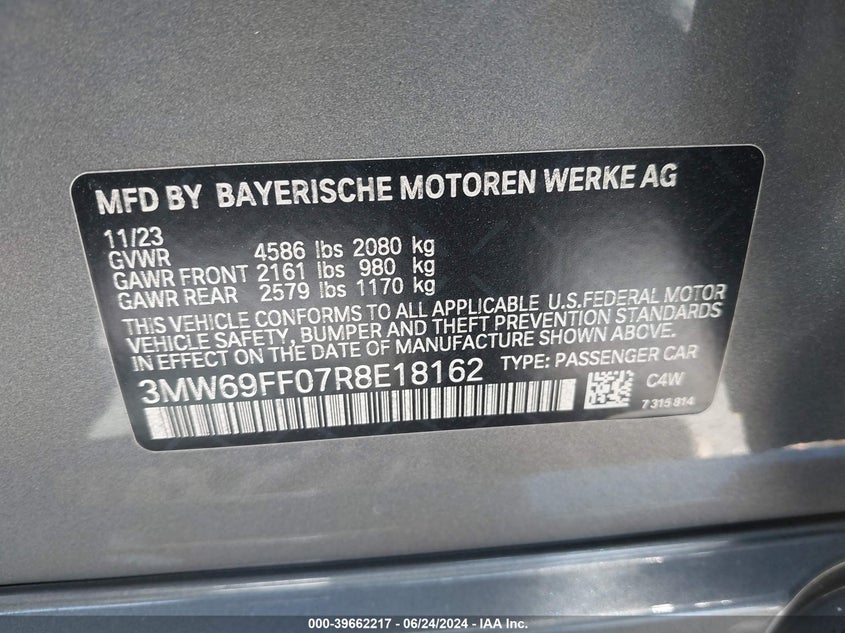 MFD BY BAYERISCHE MOTOREN WERKE AG
11/23
GVWR 4586 lbs 2080 kg
GAWR FRONT 2161 lbs 980 kg
GAWR REAR 2579 lbs 1170 kg
THIS VEHICLE CONFORMS TO ALL APPLICABLE U.S.FEDERAL MOTOR
VEHICLE SAFETY, BUMPER AND THEFT PREVENTION STANDARDS
IN EFFECT ON THE DATE OF MANUFACTURE SHOWN ABOVE.
3MW69FF07R8E18162 TYPE: PASSENGER CAR
C4W
7 315 814
000-39662217 - 06/24/2024 - IAA Inc.